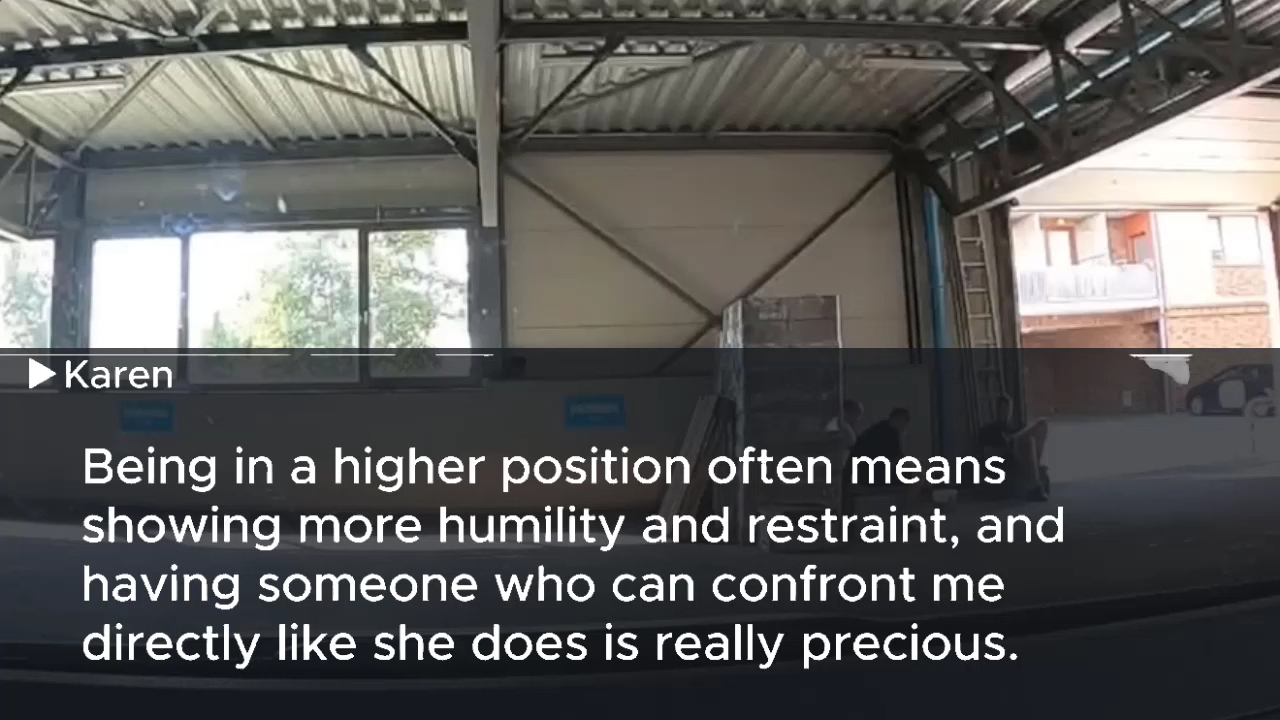 Karen
Being in a higher position often means
showing more humility and restraint, and
having someone who can confront me
directly like she does is really precious.